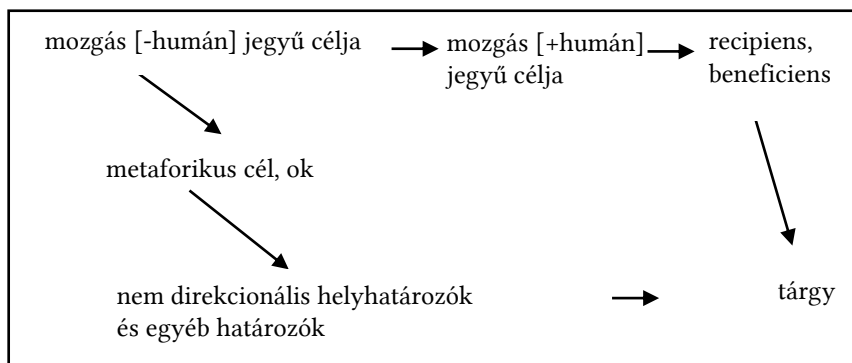 mozgás [-humán] jegyű célja
mozgás [+humán]
jegyű célja
recipiens,
beneficiens
metaforikus cél, ok
nem direkcionális helyhatározók
és egyéb határozók
tárgy